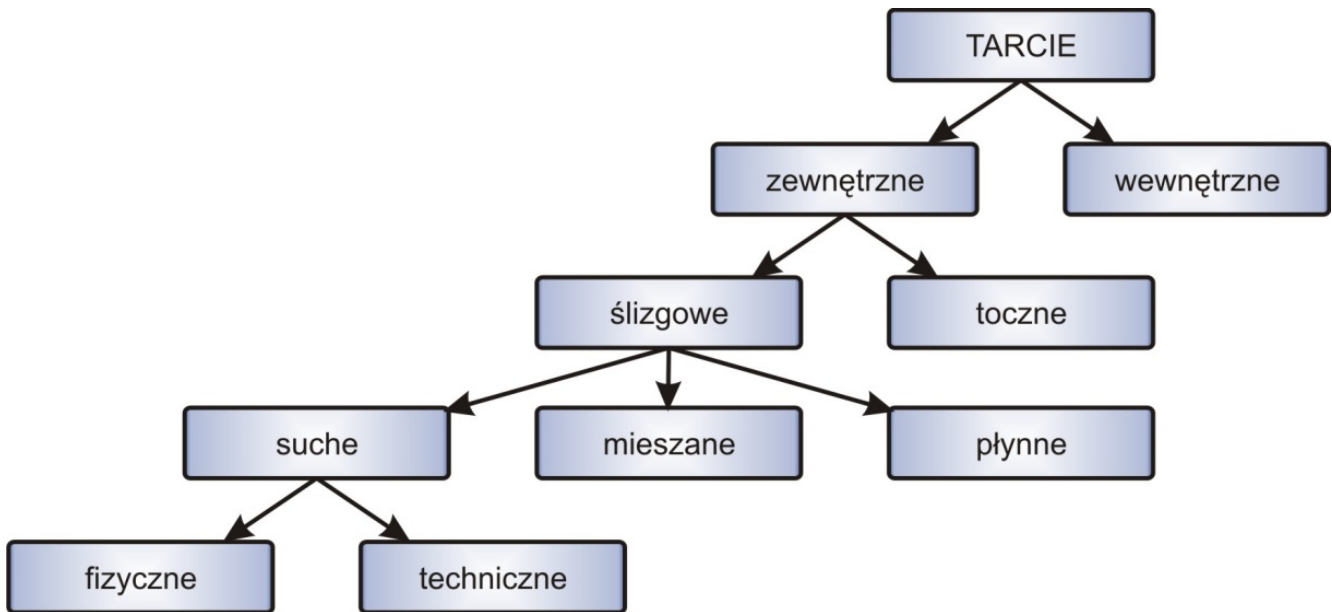 TARCIE
zewnętrzne
wewnętrzne
ślizgowe
toczne
suche
mieszane
płynne
fizyczne
techniczne